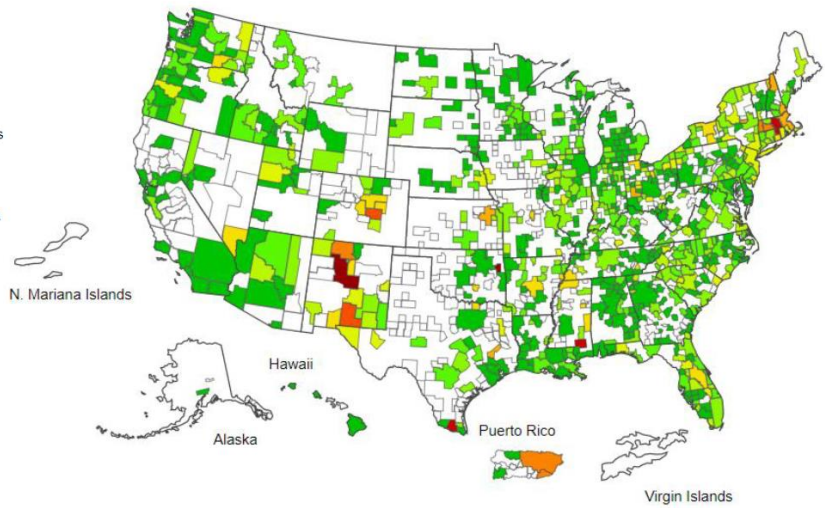 s
N. Mariana Islands
Hawaii
Alaska
Puerto Rico
Virgin Islands